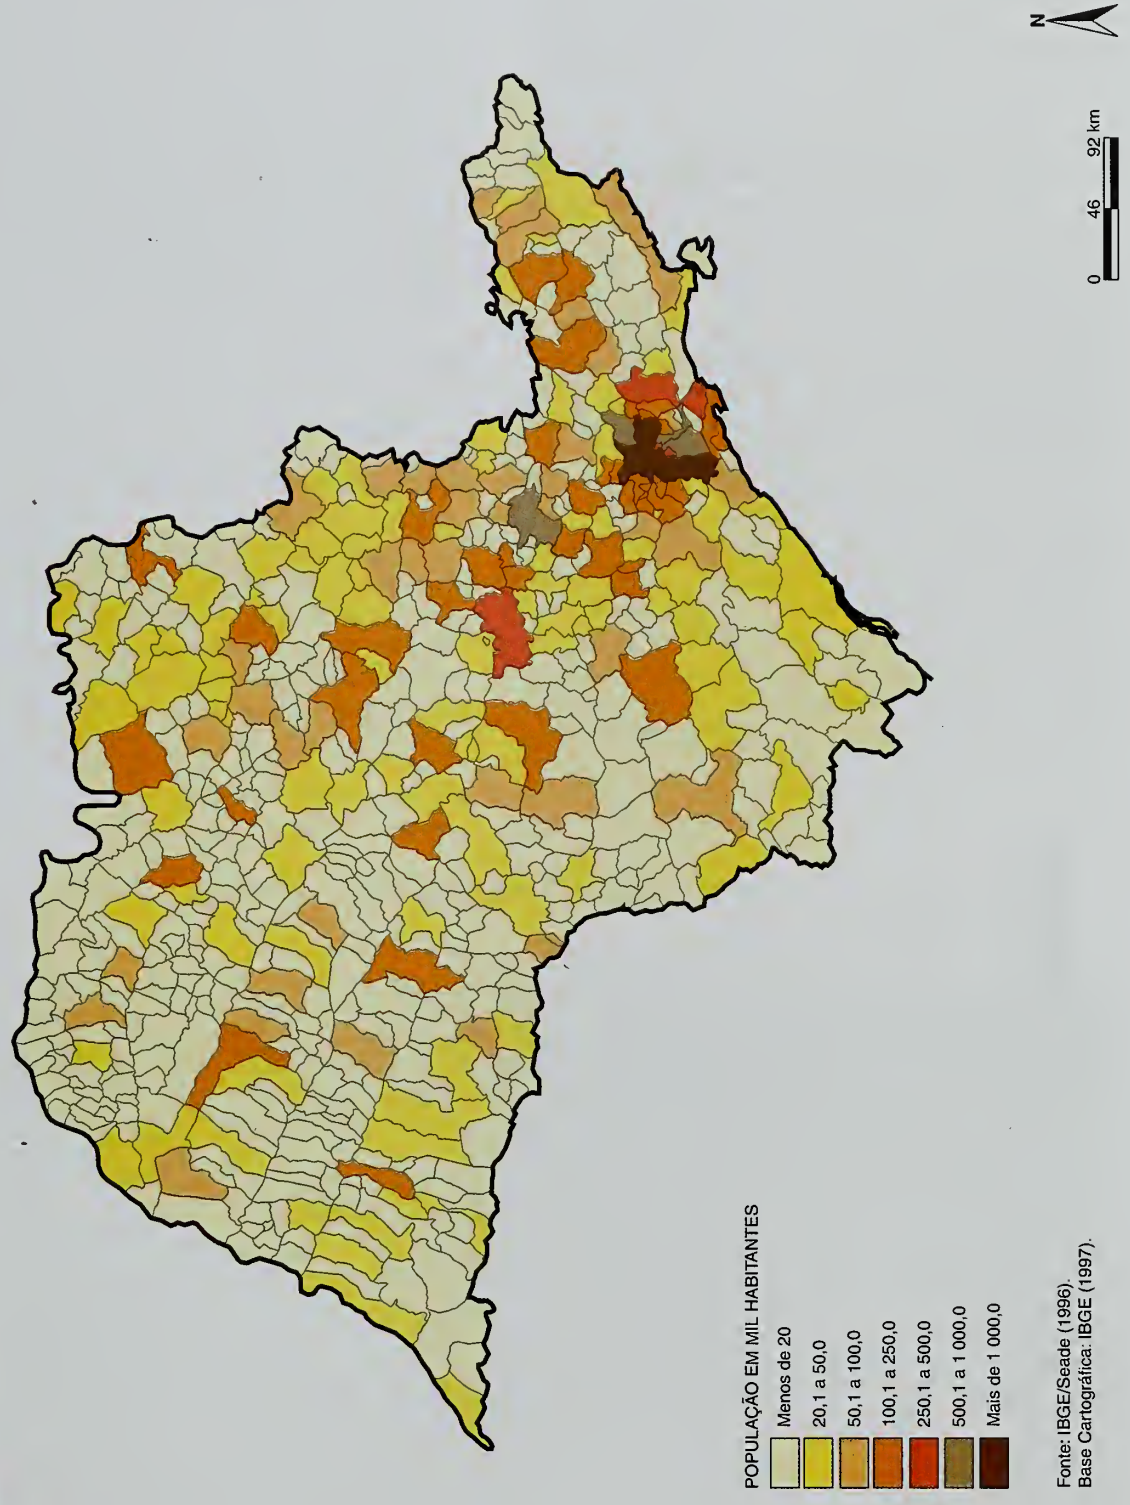 N
0 46 92 km
POPULAÇÃO EM MIL HABITANTES
Menos de 20
20,1 a 50,0
50,1 a 100,0
100,1 a 250,0
250,1 a 500,0
500,1 a 1 000,0
Mais de 1 000,0
Fonte: IBGE/Seade (1996).
Base Cartográfica: IBGE (1997).